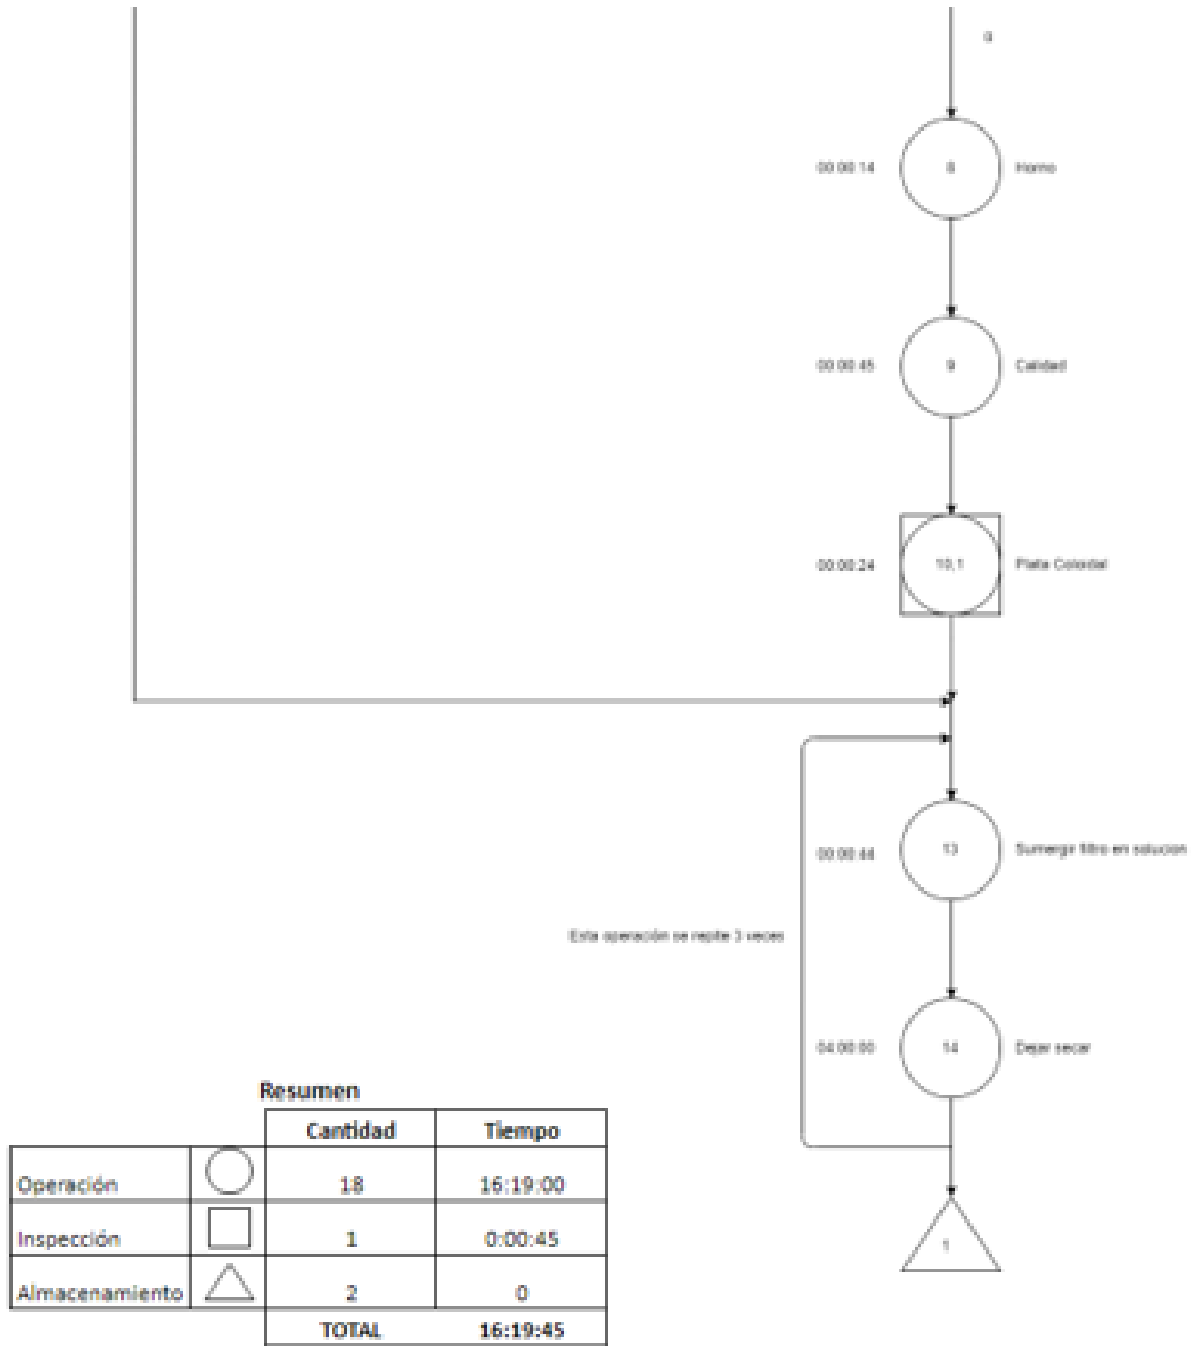 00:00:14
8
Horno
00:00:45
9
Calidad
00:00:24
10,1
Plata Coloidal
00:00:44
13
Sumergir filtro en solucion
Esta operación se repite 3 veces
04:00:00
14
Dejar secar
1
Resumen
Cantidad Tiempo
Operación 18 16:19:00
Inspección 1 0:00:45
Almacenamiento 2 0
TOTAL 16:19:45